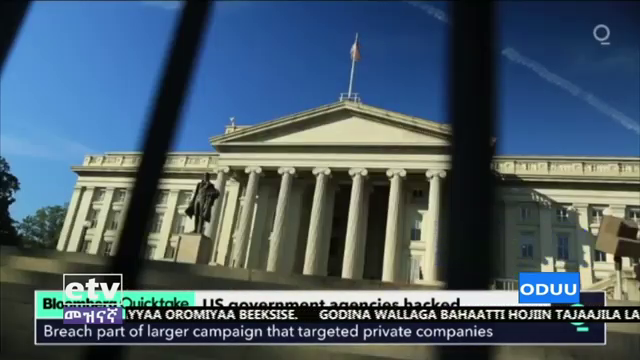 Bloomberg Quicktake US government agencies hacked
etv
መዝናኛ
ODUU
.YYAA OROMIYAA BEEKSISE. GODINA WALLAGA BAHAATTI HOJIIN TAJAAJILA LA
Breach part of larger campaign that targeted private companies